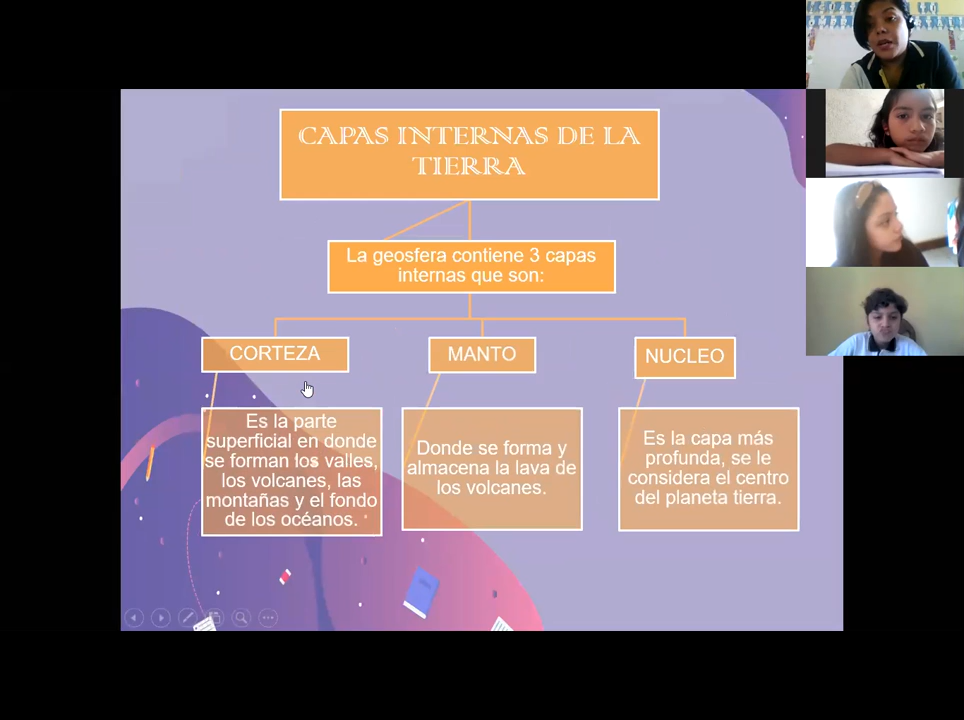 CAPAS INTERNAS DE LA
TIERRA
La geosfera contiene 3 capas
internas que son:
CORTEZA
MANTO
NUCLEO
Es la parte
superficial en donde
se forman los valles,
los volcanes, las
montañas y el fondo
de los océanos.
Donde se forma y
almacena la lava de
los volcanes.
Es la capa más
profunda, se le
considera el centro
del planeta tierra.